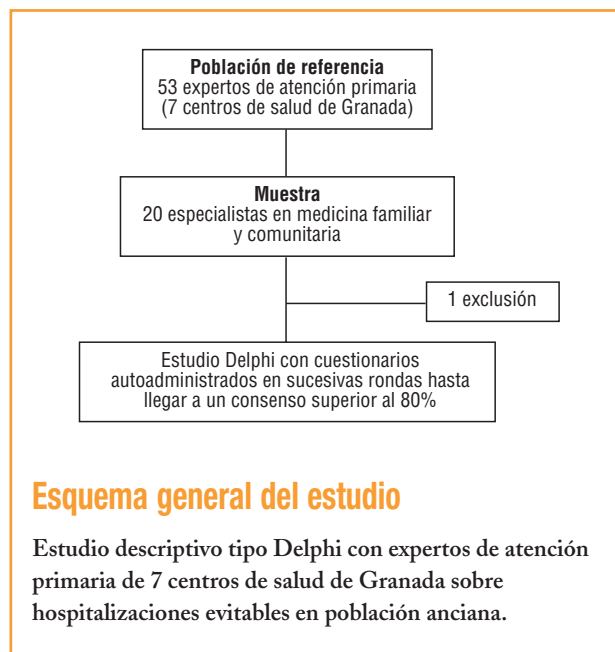 Población de referencia
53 expertos de atención primaria
(7 centros de salud de Granada)
Muestra
20 especialistas en medicina familiar
y comunitaria
1 exclusión
Estudio Delphi con cuestionarios
autoadministrados en sucesivas rondas hasta
llegar a un consenso superior al 80%
Esquema general del estudio
Estudio descriptivo tipo Delphi con expertos de atención
primaria de 7 centros de salud de Granada sobre
hospitalizaciones evitables en población anciana.